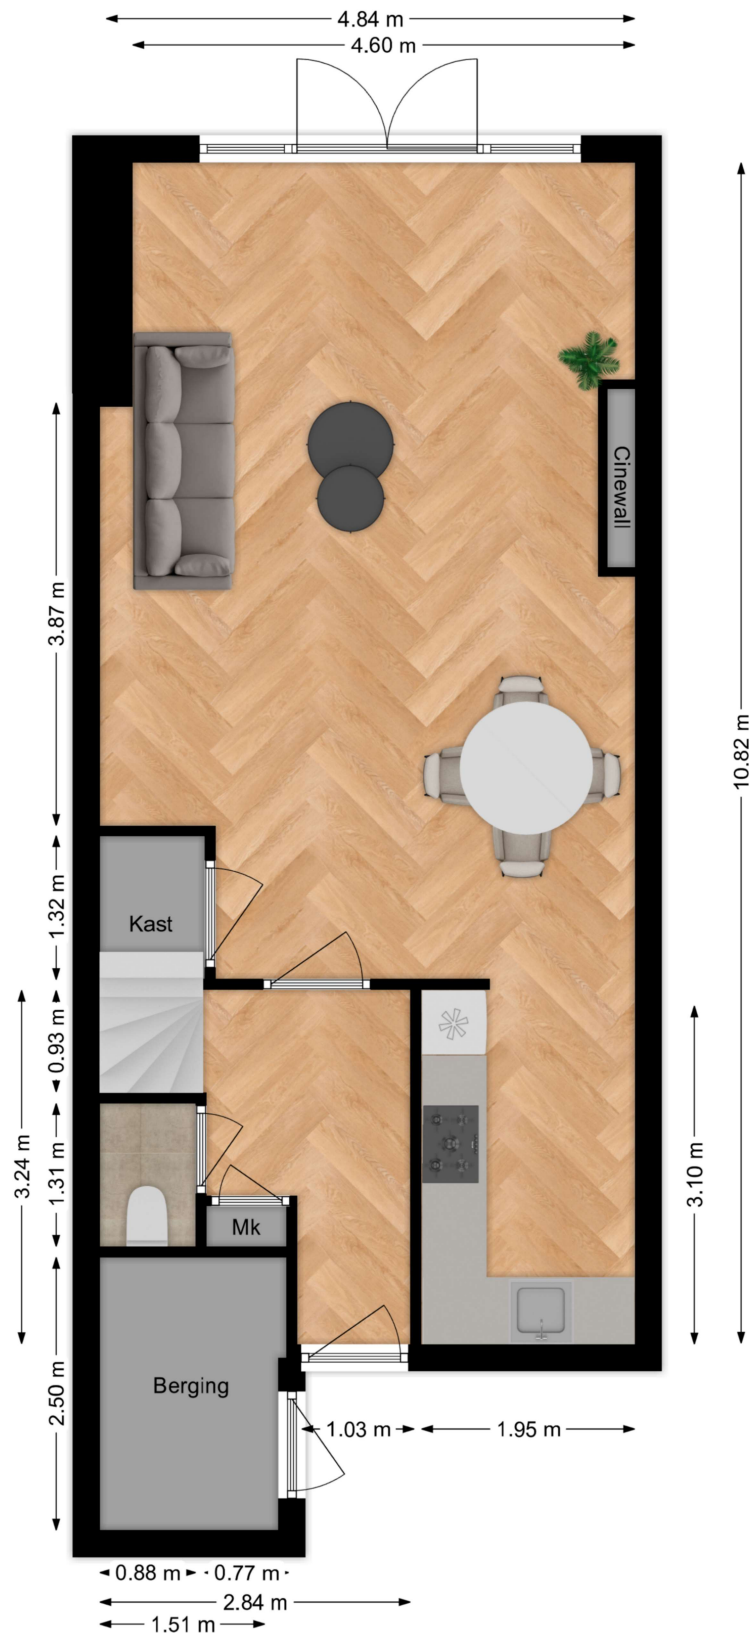 4.84 m
4.60 m
Cinewall
3.87 m
10.82 m
1.32 m
Kast
0.93 m
3.24 m
1.31 m
3.10 m
Mk
2.50 m
Berging
1.03 m
1.95 m
0.88 m
0.77 m
2.84 m
1.51 m